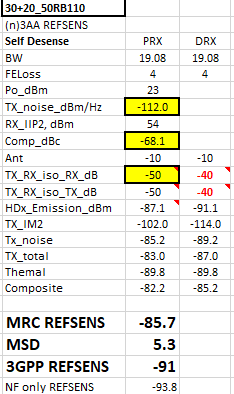 30+20_50RB110
(n)3AA REFSENS
Self Desense PRX DRX
BW 19.08 19.08
FELoss 4 4
Po_dBm 23
TX_noise_dBm/Hz -112.0
RX_IIP2, dBm 54
Comp_dBc -68.1
Ant -10 -10
TX_RX_iso_RX_dB -50 -40
TX_RX_iso_TX_dB -50 -40
HDx_Emission_dBm -87.1 -91.1
TX_IM2 -102.0 -114.0
Tx_noise -85.2 -89.2
TX_total -83.0 -87.0
Themal -89.8 -89.8
Composite -82.2 -85.2
MRC REFSENS -85.7
MSD 5.3
3GPP REFSENS -91
NF only REFSENS -93.8